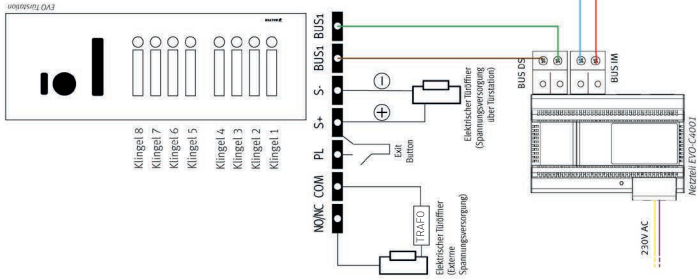 EVO Türstation
BALTER
Klingel 8
Klingel 7
Klingel 6
Klingel 5
Klingel 4
Klingel 3
Klingel 2
Klingel 1
BUS1
BUS1
S-
S+
PL
COM
NO/NC
Exit
Button
Elektrischer Türöffner
(Spannungsversorgung
über Türstation)
TRAFO
Elektrischer Türöffner
(Externe
Spannungsversorgung)
BUS DS
BUS IM
Netzteil EVO-C4001
230V AC